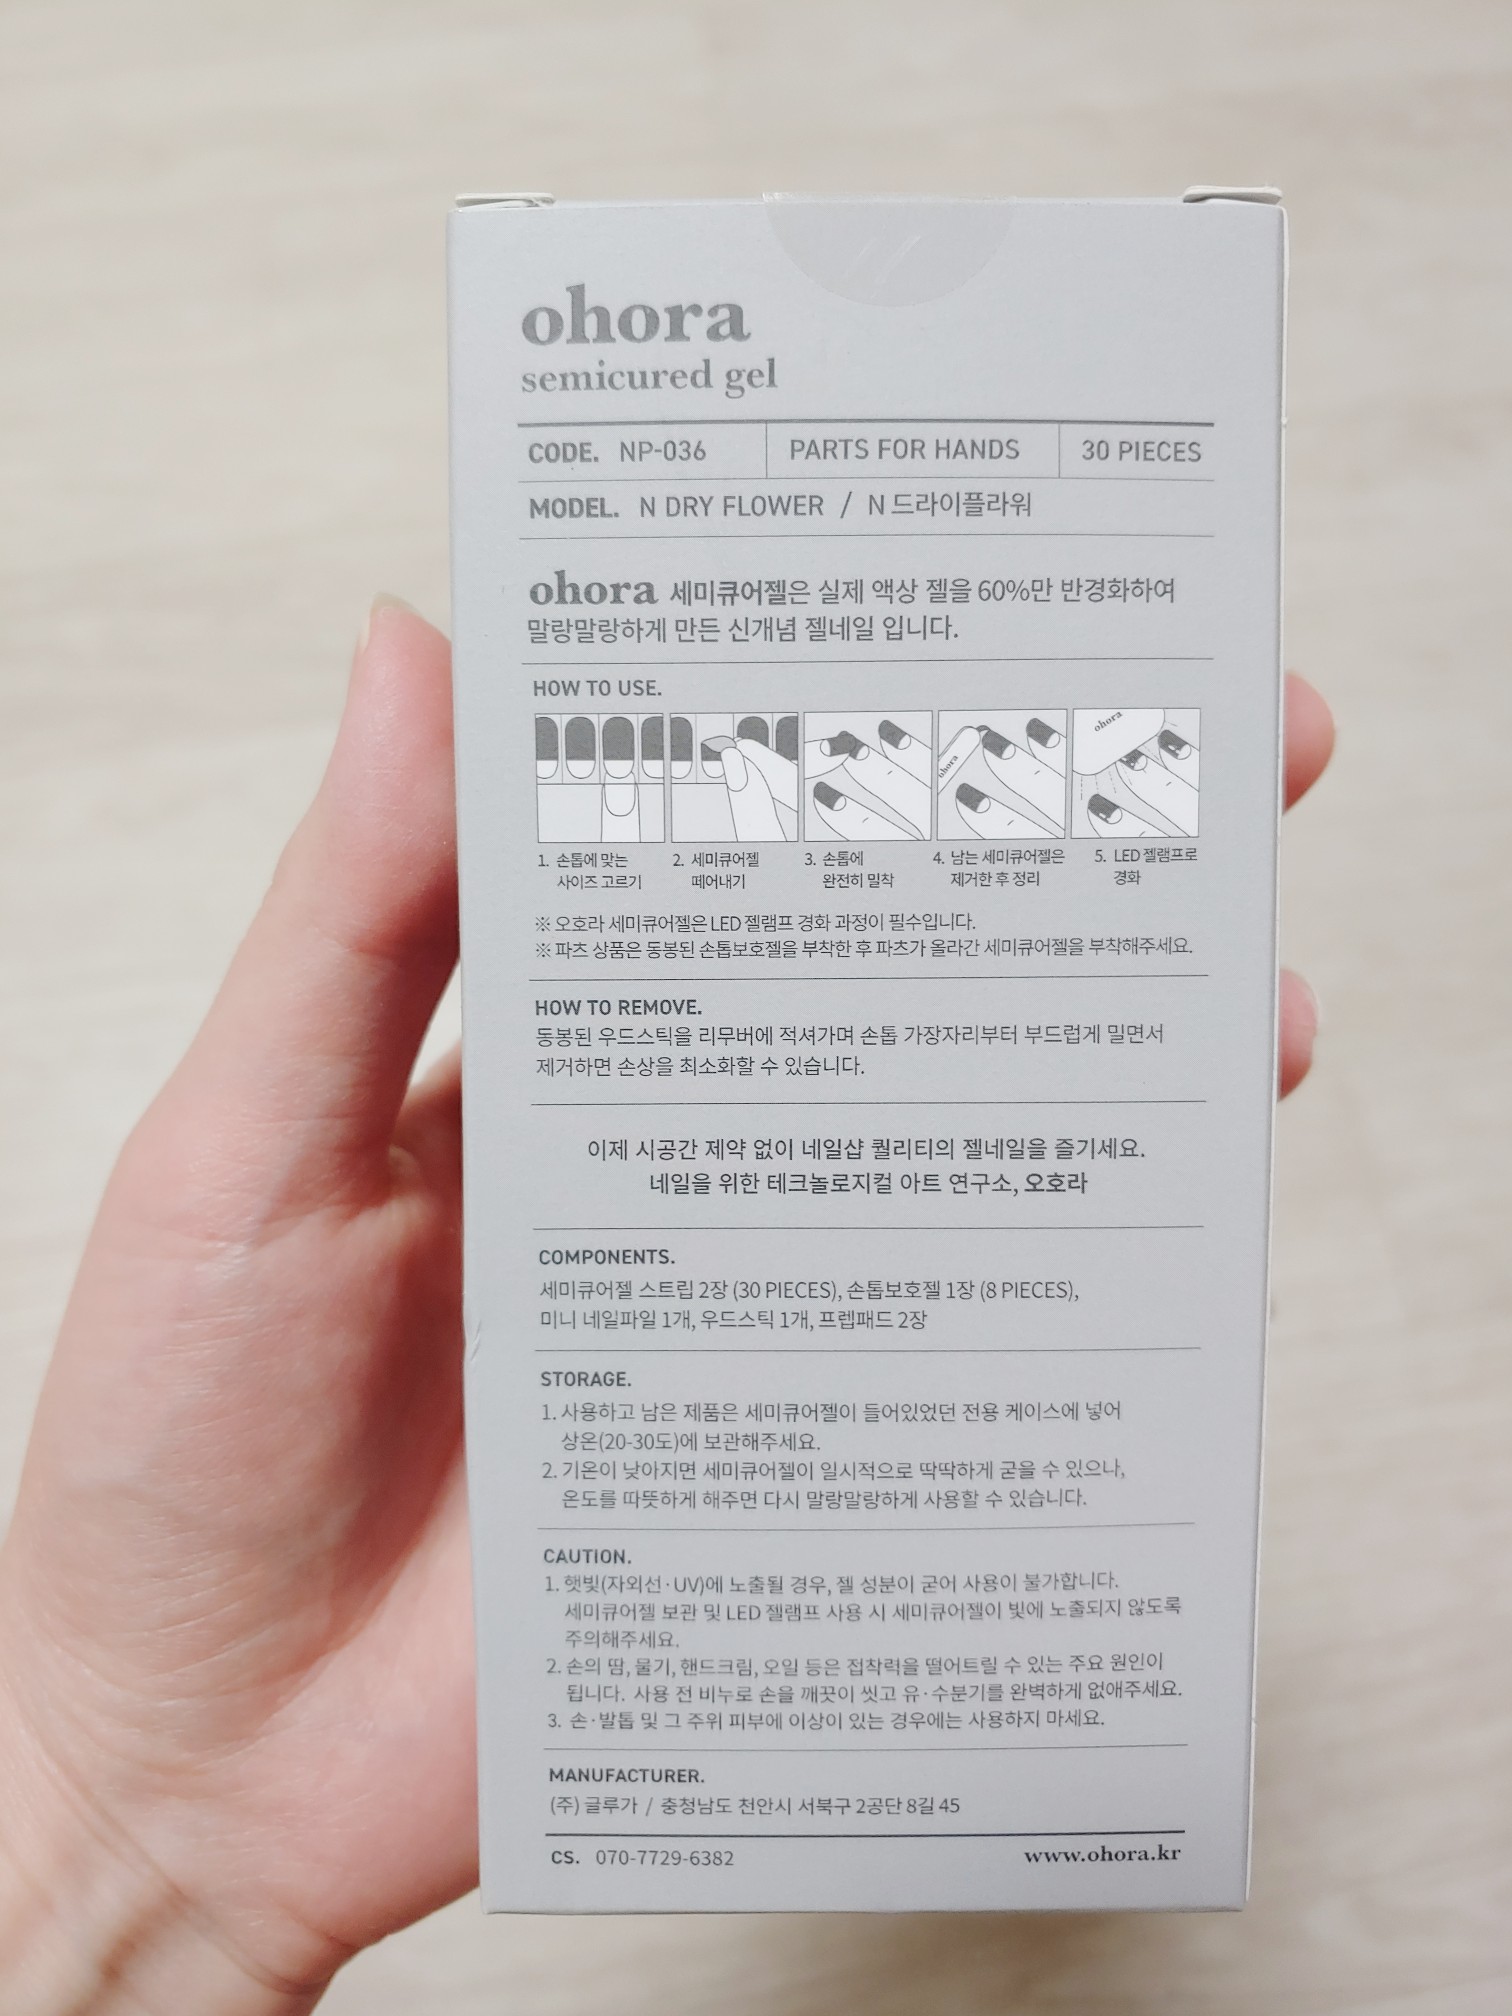 ohora
semicured gel
CODE. NP-036 PARTS FOR HANDS 30 PIECES
MODEL. N DRY FLOWER / N 드라이플라워
ohora 세미큐어젤은 실제 액상 젤을 60%만 반경화하여
말랑말랑하게 만든 신개념 젤네일 입니다.
HOW TO USE.
ohora
ohora
1. 손톱에 맞는
사이즈 고르기
2. 세미큐어젤
떼어내기
3. 손톱에
완전히 밀착
4. 남는 세미큐어젤은
제거한 후 정리
5. LED 젤램프로
경화
※ 오호라 세미큐어젤은 LED 젤램프 경화 과정이 필수입니다.
※ 파츠 상품은 동봉된 손톱보호젤을 부착한 후 파츠가 올라간 세미큐어젤을 부착해주세요.
HOW TO REMOVE.
동봉된 우드스틱을 리무버에 적셔가며 손톱 가장자리부터 부드럽게 밀면서
제거하면 손상을 최소화할 수 있습니다.
이제 시공간 제약 없이 네일샵 퀄리티의 젤네일을 즐기세요.
네일을 위한 테크놀로지컬 아트 연구소, 오호라
COMPONENTS.
세미큐어젤 스트립 2장 (30 PIECES), 손톱보호젤 1장 (8 PIECES),
미니 네일파일 1개, 우드스틱 1개, 프렙패드 2장
STORAGE.
1. 사용하고 남은 제품은 세미큐어젤이 들어있었던 전용 케이스에 넣어
상온(20-30도)에 보관해주세요.
2. 기온이 낮아지면 세미큐어젤이 일시적으로 딱딱하게 굳을 수 있으나,
온도를 따뜻하게 해주면 다시 말랑말랑하게 사용할 수 있습니다.
CAUTION.
1. 햇빛(자외선·UV)에 노출될 경우, 젤 성분이 굳어 사용이 불가합니다.
세미큐어젤 보관 및 LED 젤램프 사용 시 세미큐어젤이 빛에 노출되지 않도록
주의해주세요.
2. 손의 땀, 물기, 핸드크림, 오일 등은 접착력을 떨어트릴 수 있는 주요 원인이
됩니다. 사용 전 비누로 손을 깨끗이 씻고 유·수분기를 완벽하게 없애주세요.
3. 손·발톱 및 그 주위 피부에 이상이 있는 경우에는 사용하지 마세요.
MANUFACTURER.
(주) 글루가 / 충청남도 천안시 서북구 2공단 8길 45
CS. 070-7729-6382 www.ohora.kr